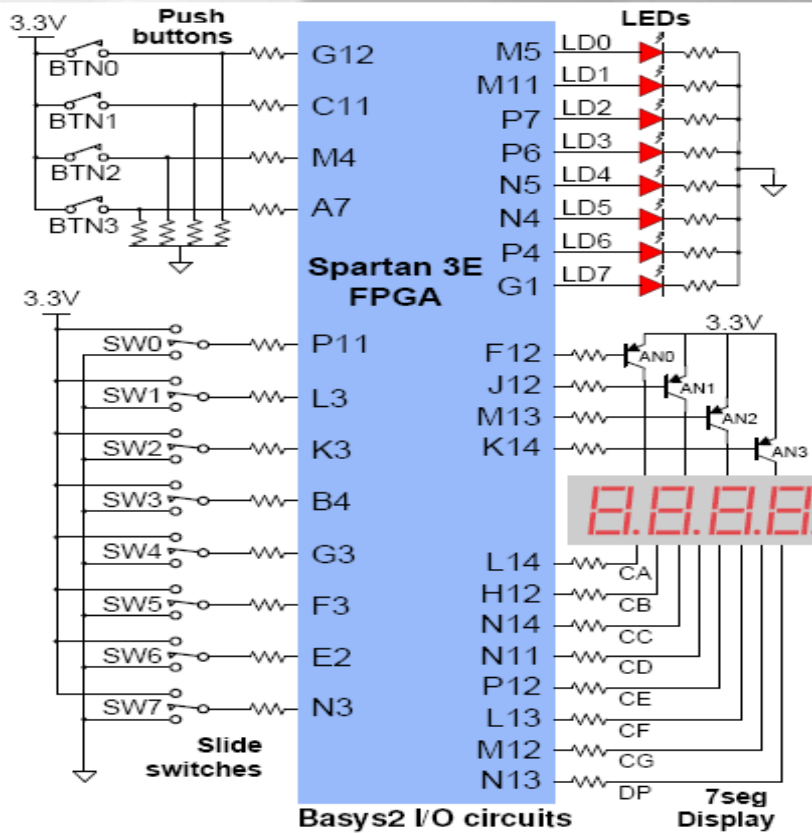 3.3V
Push
buttons
BTN0
BTN1
BTN2
BTN3
G12
C11
M4
A7
Spartan 3E
FPGA
LEDs
M5 LD0
M11 LD1
P7 LD2
P6 LD3
N5 LD4
N4 LD5
P4 LD6
G1 LD7
3.3V
SW0 P11
SW1 L3
SW2 K3
SW3 B4
SW4 G3
SW5 F3
SW6 E2
SW7 N3
Slide
switches
3.3V
F12 AN0
J12 AN1
M13 AN2
K14 AN3
8.8.8.8.
L14 CA
H12 CB
N14 CC
N11 CD
P12 CE
L13 CF
M12 CG
N13 DP
7seg
Display
Basys2 I/O circuits